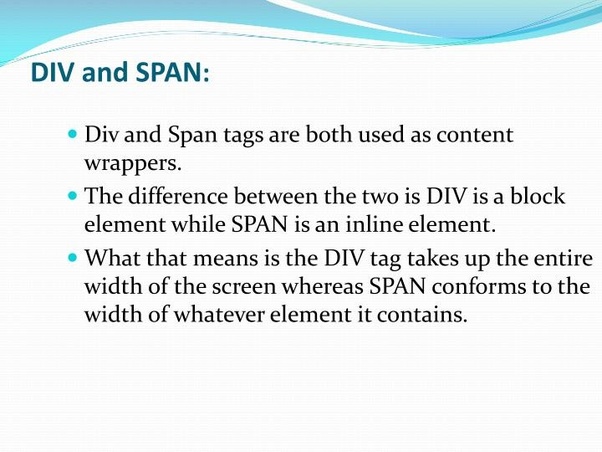 DIV and SPAN:
Div and Span tags are both used as content
wrappers.
The difference between the two is DIV is a block
element while SPAN is an inline element.
What that means is the DIV tag takes up the entire
width of the screen whereas SPAN conforms to the
width of whatever element it contains.